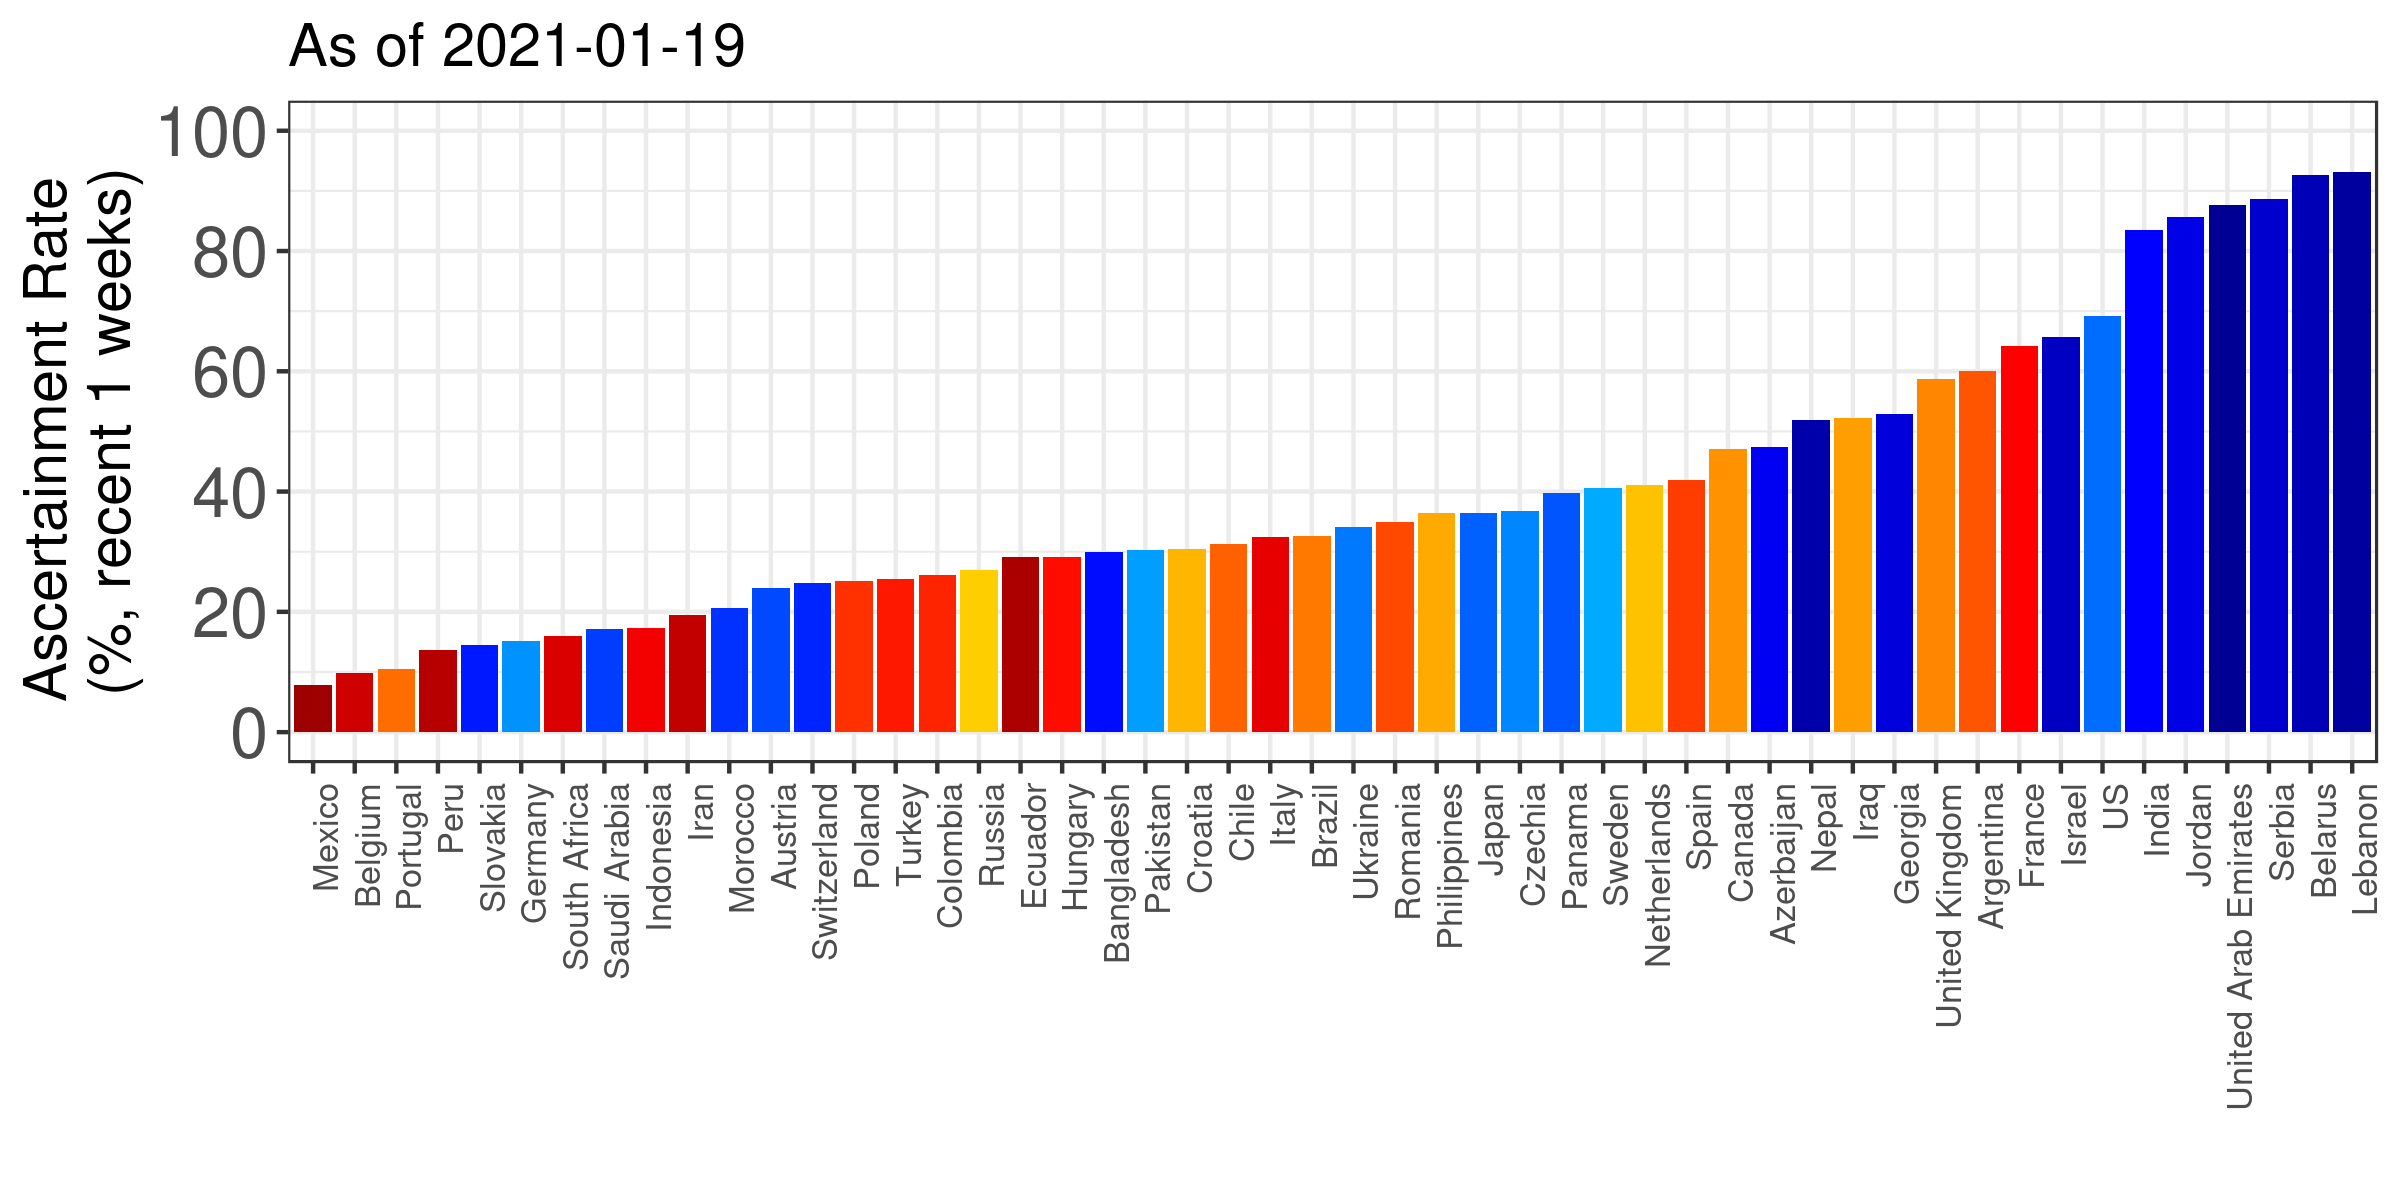 As of 2021-01-19
Ascertainment Rate
(%, recent 1 weeks)
100
80
60
40
20
0
Mexico
Belgium
Portugal
Peru
Slovakia
Germany
South Africa
Saudi Arabia
Indonesia
Iran
Morocco
Austria
Switzerland
Poland
Turkey
Colombia
Russia
Ecuador
Hungary
Bangladesh
Pakistan
Croatia
Chile
Italy
Brazil
Ukraine
Romania
Philippines
Japan
Czechia
Panama
Sweden
Netherlands
Spain
Canada
Azerbaijan
Nepal
Iraq
Georgia
United Kingdom
Argentina
France
Israel
US
India
Jordan
United Arab Emirates
Serbia
Belarus
Lebanon